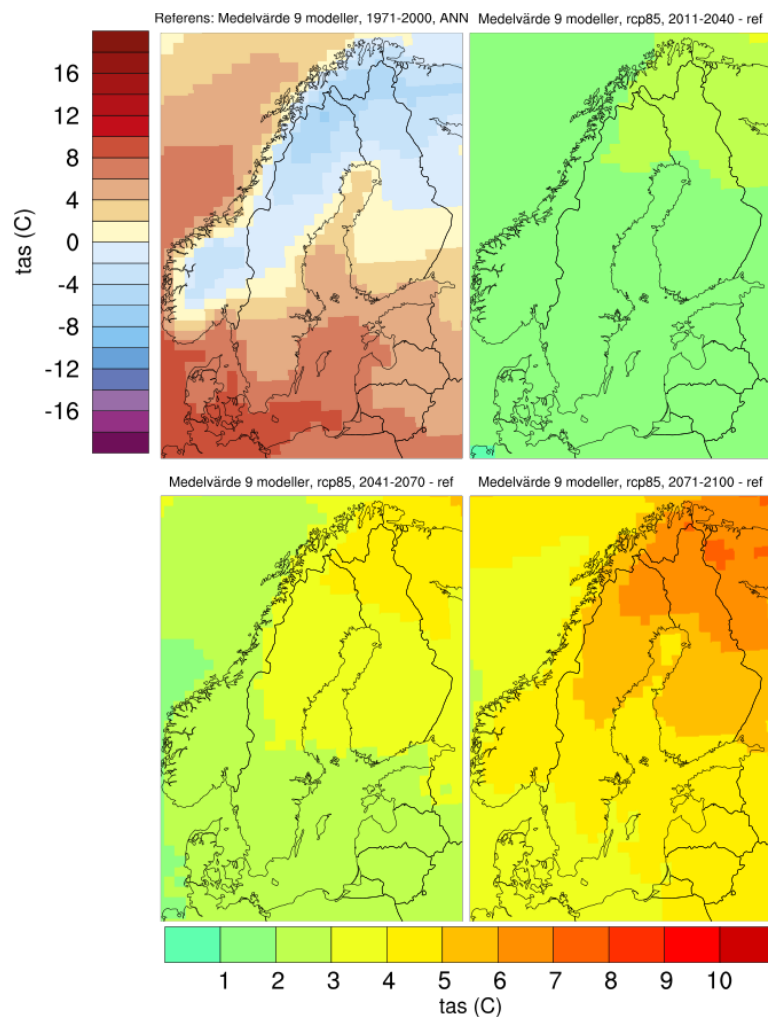 Referens: Medelvärde 9 modeller, 1971-2000, ANN
Medelvärde 9 modeller, rcp85, 2011-2040 - ref
16
12
8
4
0
-4
-8
-12
-16
tas (C)
Medelvärde 9 modeller, rcp85, 2041-2070 - ref
Medelvärde 9 modeller, rcp85, 2071-2100 - ref
1 2 3 4 5 6 7 8 9 10
tas (C)